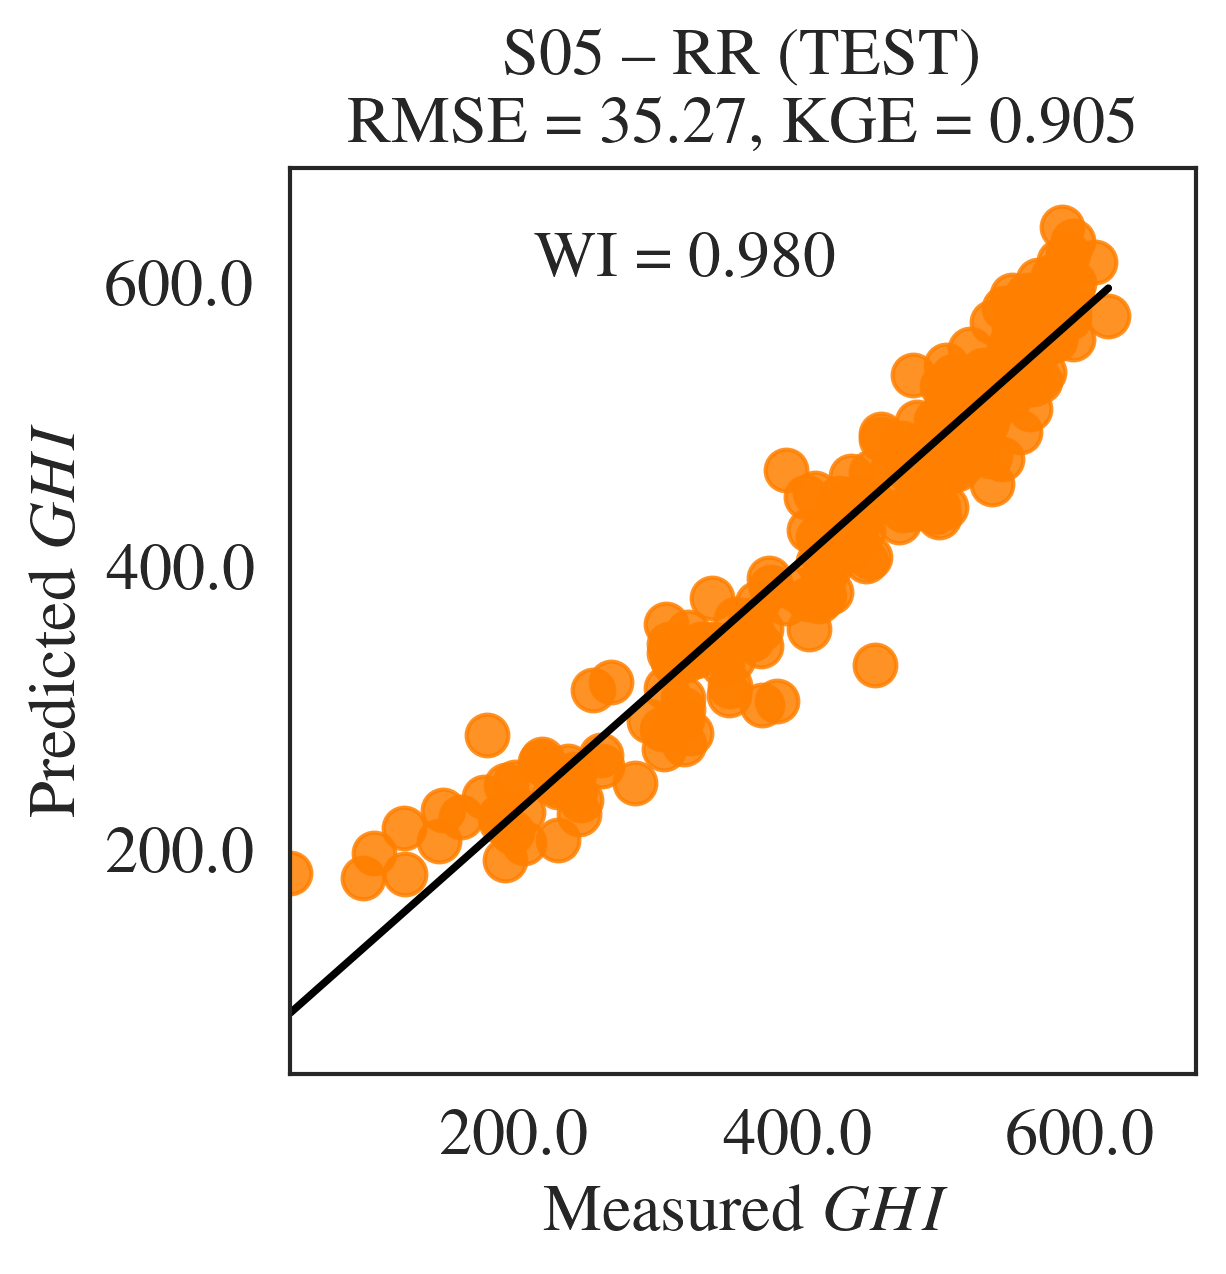 S05 – RR (TEST)
RMSE = 35.27, KGE = 0.905
WI = 0.980
600.0
400.0
200.0
Predicted GHI
200.0 400.0 600.0
Measured GHI